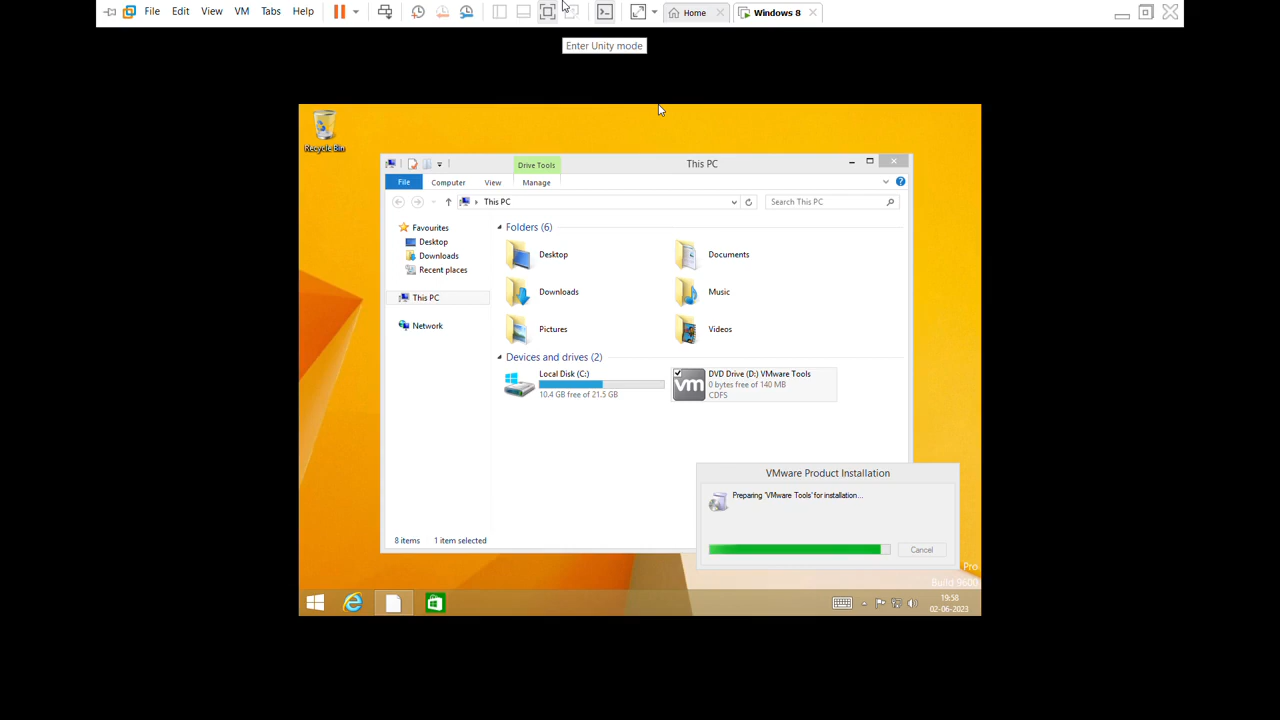 File Edit View VM Tabs Help Home Windows 8
Enter Unity mode
Recycle Bin
Drive Tools This PC
File Computer View Manage
This PC Search This PC
Favourites
Desktop
Downloads
Recent places
This PC
Network
Folders (6)
Desktop Documents
Downloads Music
Pictures Videos
Devices and drives (2)
Local Disk (C:)
10.4 GB free of 21.5 GB
vm
DVD Drive (D:) VMware Tools
0 bytes free of 140 MB
CDFS
VMware Product Installation
Preparing 'VMware Tools' for installation...
Cancel
8 items 1 item selected
Pro
Build 9600
19:58
02-06-2023